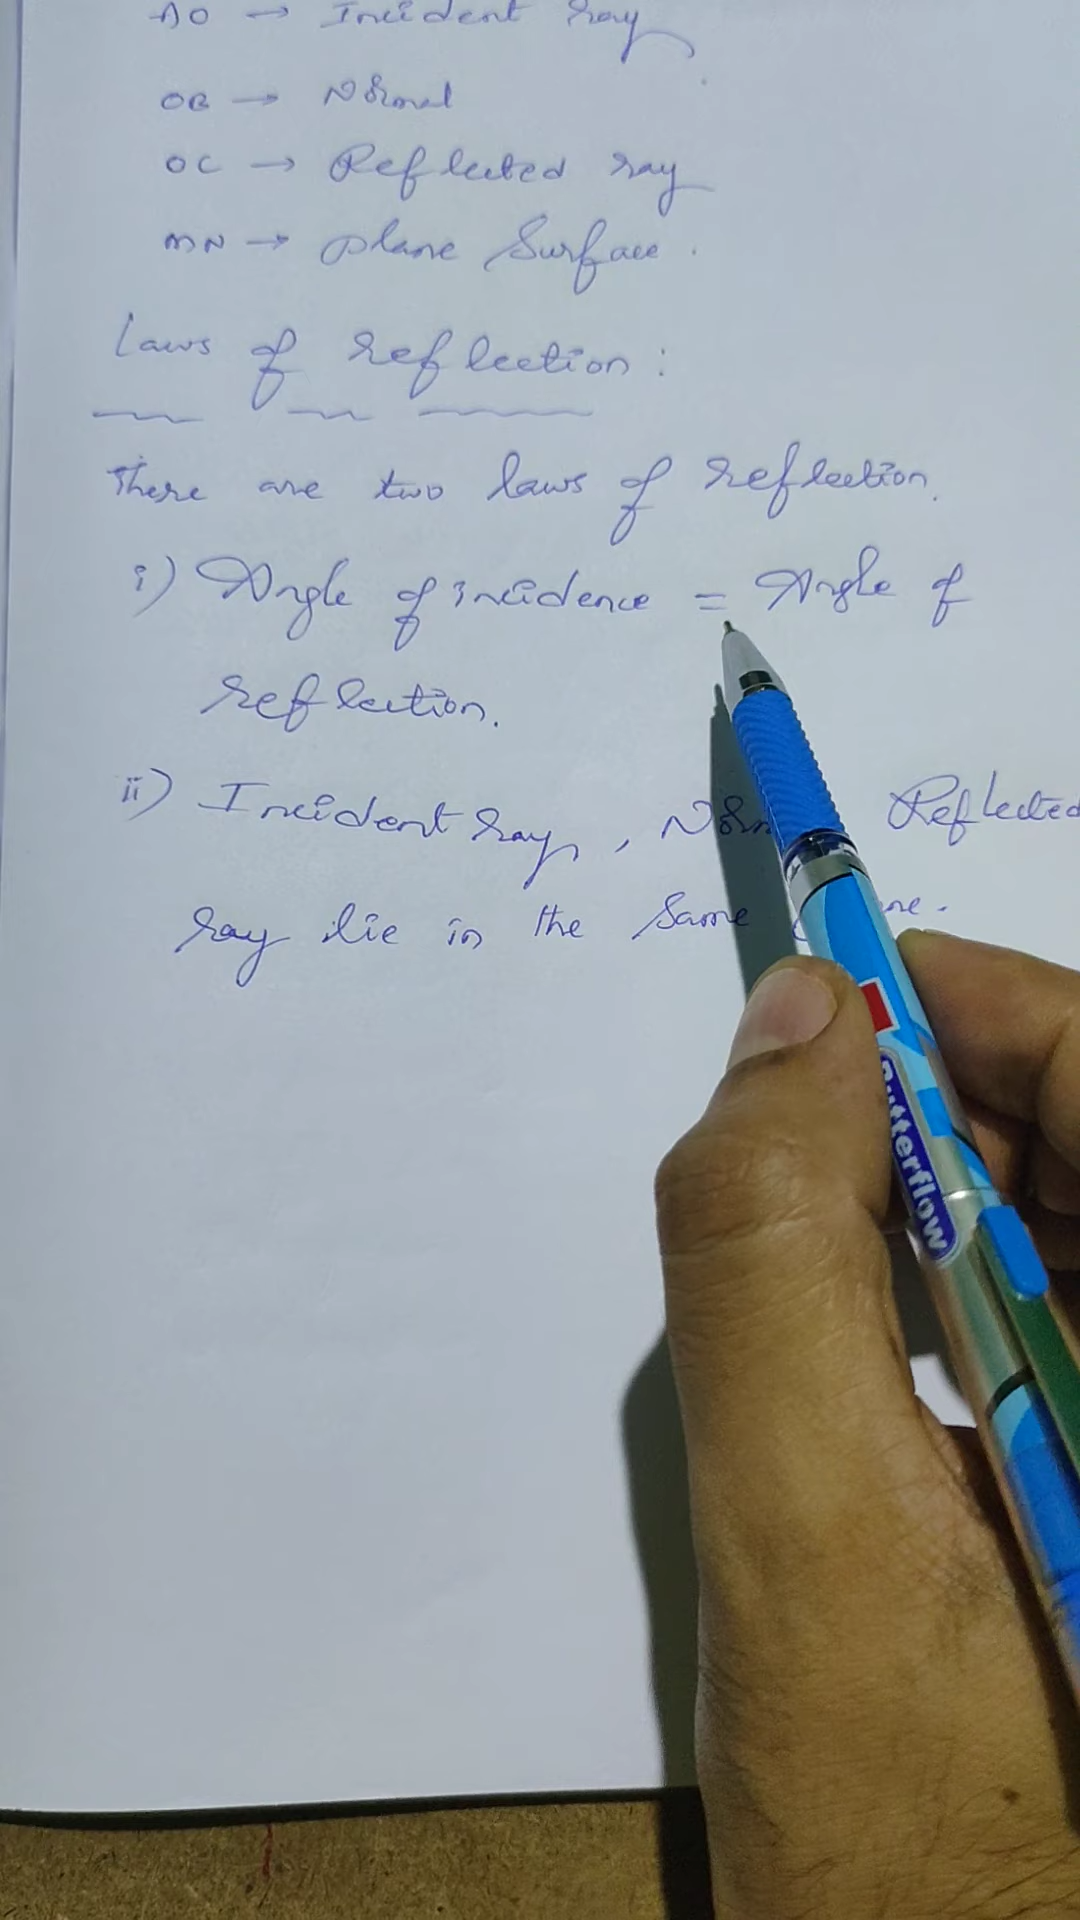 AO → Incident ray
OB → Normal
OC → Reflected ray
MN → plane Surface.
Laws of reflection:
There are two laws of reflection.
i) Angle of incidence = Angle of
reflection.
ii) Incident ray, Reflected
ray lie in the same
Butterflow